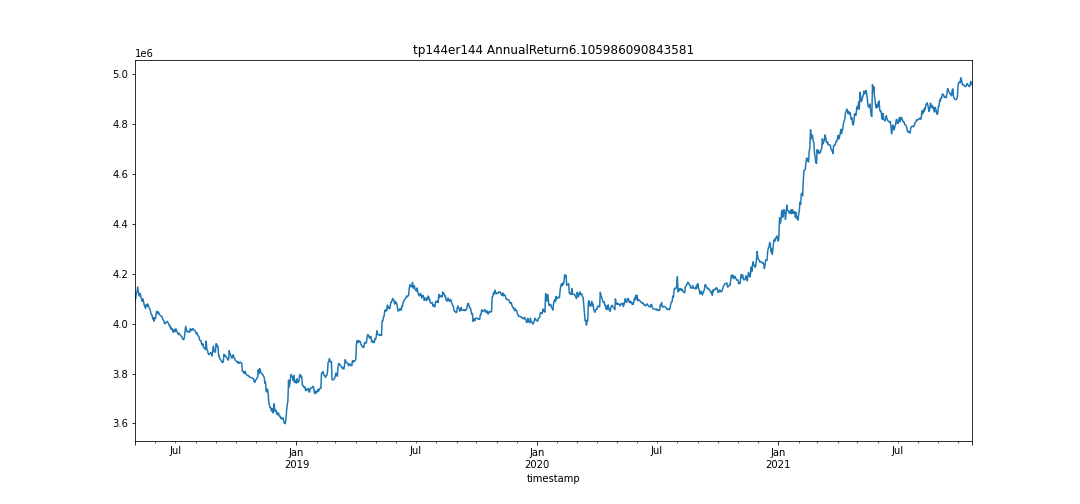 tp144er144 AnnualReturn6.105986090843581
1e6
5.0
4.8
4.6
4.4
4.2
4.0
3.8
3.6
Jul Jan Jul Jan Jul Jan Jul
2019 2020 2021
timestamp